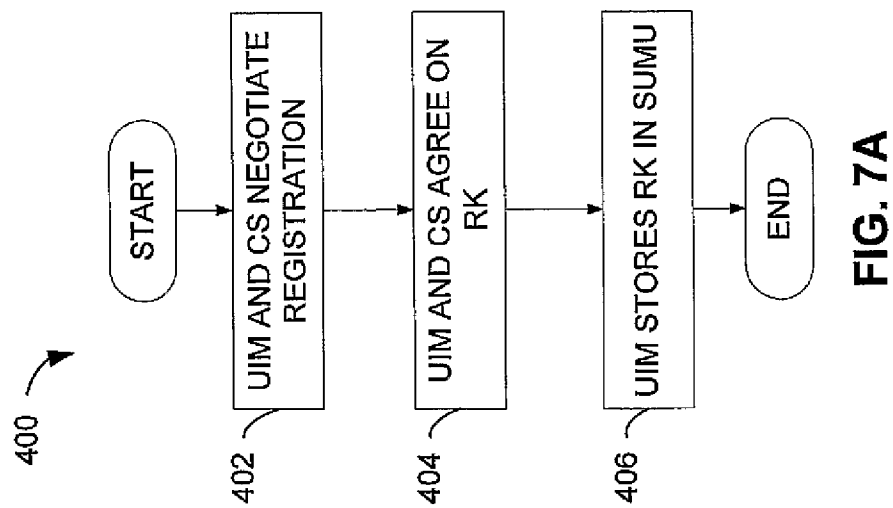 400
START
402
UIM AND CS NEGOTIATE
REGISTRATION
404
UIM AND CS AGREE ON
RK
406
UIM STORES RK IN SUMU
END
FIG. 7A